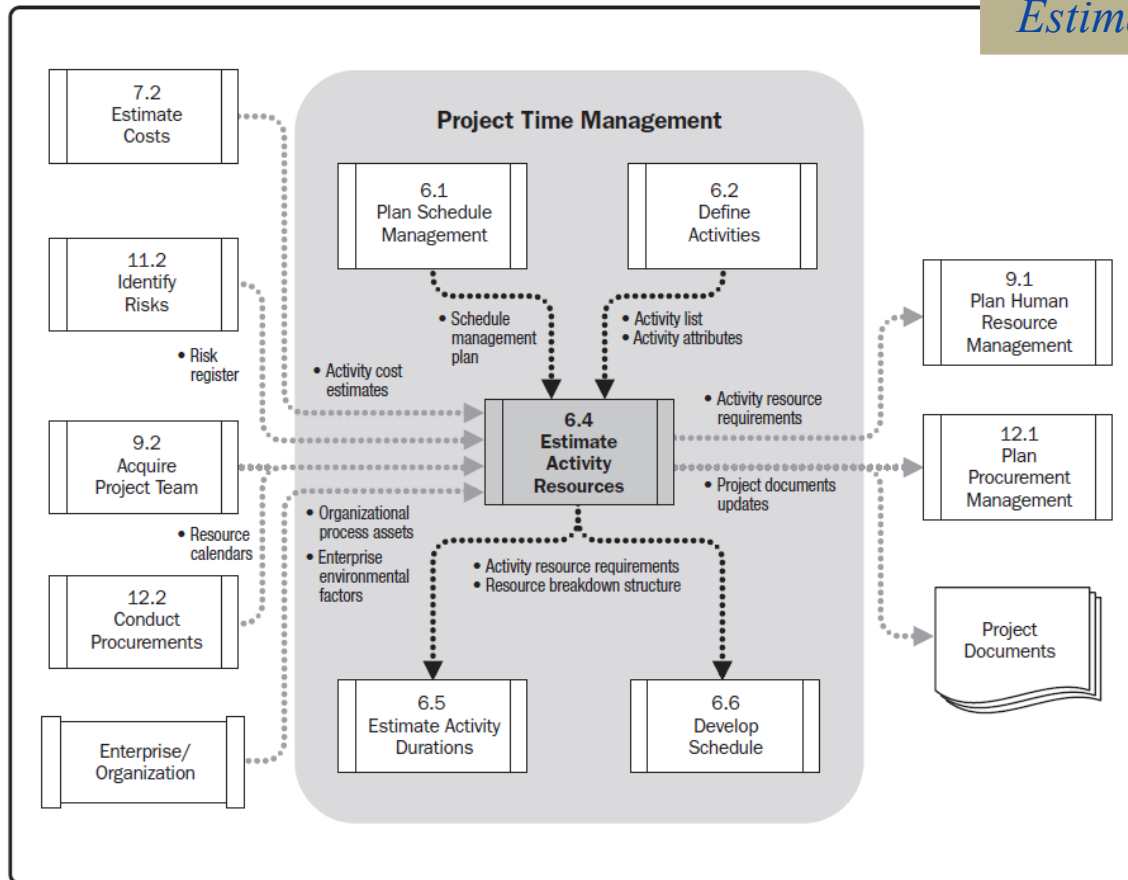 Estim
Project Time Management
7.2
Estimate
Costs
6.1
Plan Schedule
Management
6.2
Define
Activities
11.2
Identify
Risks
9.1
Plan Human
Resource
Management
• Schedule
management
plan
• Activity list
• Activity attributes
• Risk
register
• Activity cost
estimates
• Activity resource
requirements
6.4
Estimate
Activity
Resources
9.2
Acquire
Project Team
12.1
Plan
Procurement
Management
• Project documents
updates
• Resource
calendars
• Organizational
process assets
• Enterprise
environmental
factors
• Activity resource requirements
• Resource breakdown structure
12.2
Conduct
Procurements
Project
Documents
6.5
Estimate Activity
Durations
6.6
Develop
Schedule
Enterprise/
Organization